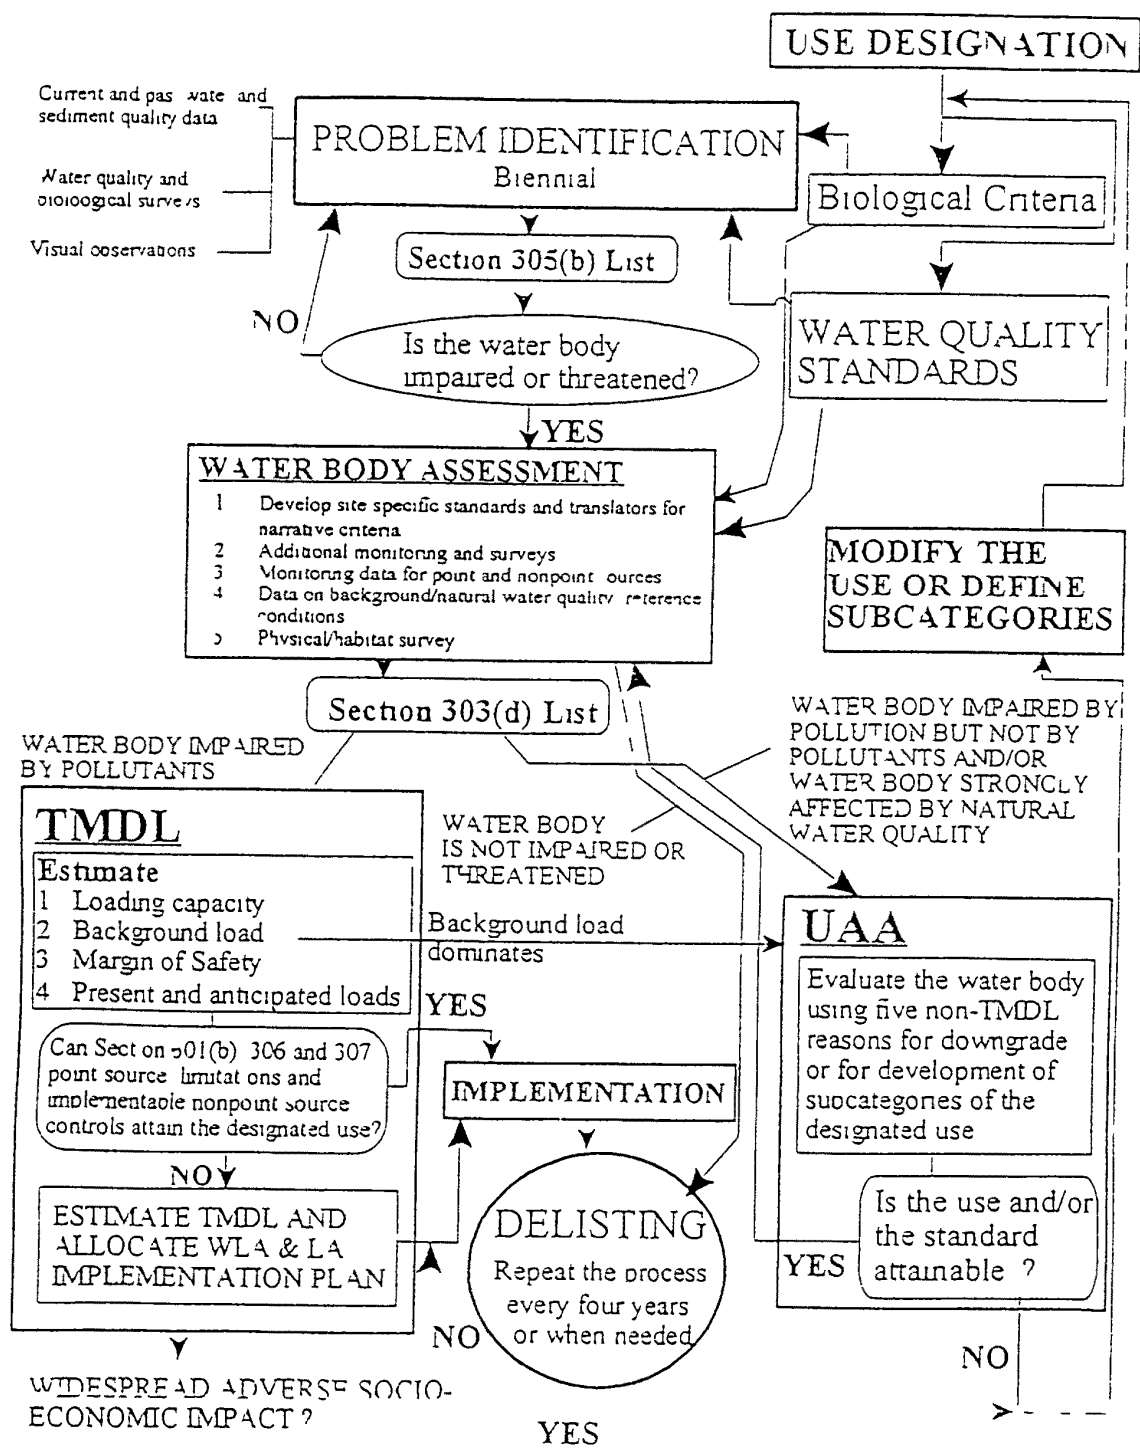 USE DESIGNATION
Current and pas wate and
sediment quality data
PROBLEM IDENTIFICATION
Biennial
Water quality and
biological surveys
Visual observations
Biological Criteria
Section 305(b) List
NO
Is the water body
impaired or threatened?
WATER QUALITY
STANDARDS
YES
WATER BODY ASSESSMENT
1 Develop site specific standards and translators for
narrative criteria
2 Additional monitoring and surveys
3 Monitoring data for point and nonpoint ources
4 Data on background/natural water quality reference
conditions
5 Physical/habitat survey
MODIFY THE
USE OR DEFINE
SUBCATEGORIES
Section 303(d) List
WATER BODY IMPAIRED
BY POLLUTANTS
WATER BODY IMPAIRED BY
POLLUTION BUT NOT BY
POLLUTANTS AND/OR
WATER BODY STRONGLY
AFFECTED BY NATURAL
WATER QUALITY
WATER BODY
IS NOT IMPAIRED OR
THREATENED
TMDL
Estimate
1 Loading capacity
2 Background load
3 Margin of Safety
4 Present and anticipated loads
Background load
dominates
UAA
Evaluate the water body
using five non-TMDL
reasons for downgrade
or for development of
subcategories of the
designated use
YES
Can Section 301(b) 306 and 307
point source limitations and
implementable nonpoint source
controls attain the designated use?
IMPLEMENTATION
NO
ESTIMATE TMDL AND
ALLOCATE WLA & LA
IMPLEMENTATION PLAN
DELISTING
Repeat the process
every four years
or when needed
Is the use and/or
the standard
attainable ?
YES
NO
NO
WIDESPREAD ADVERSE SOCIO-
ECONOMIC IMPACT ?
YES